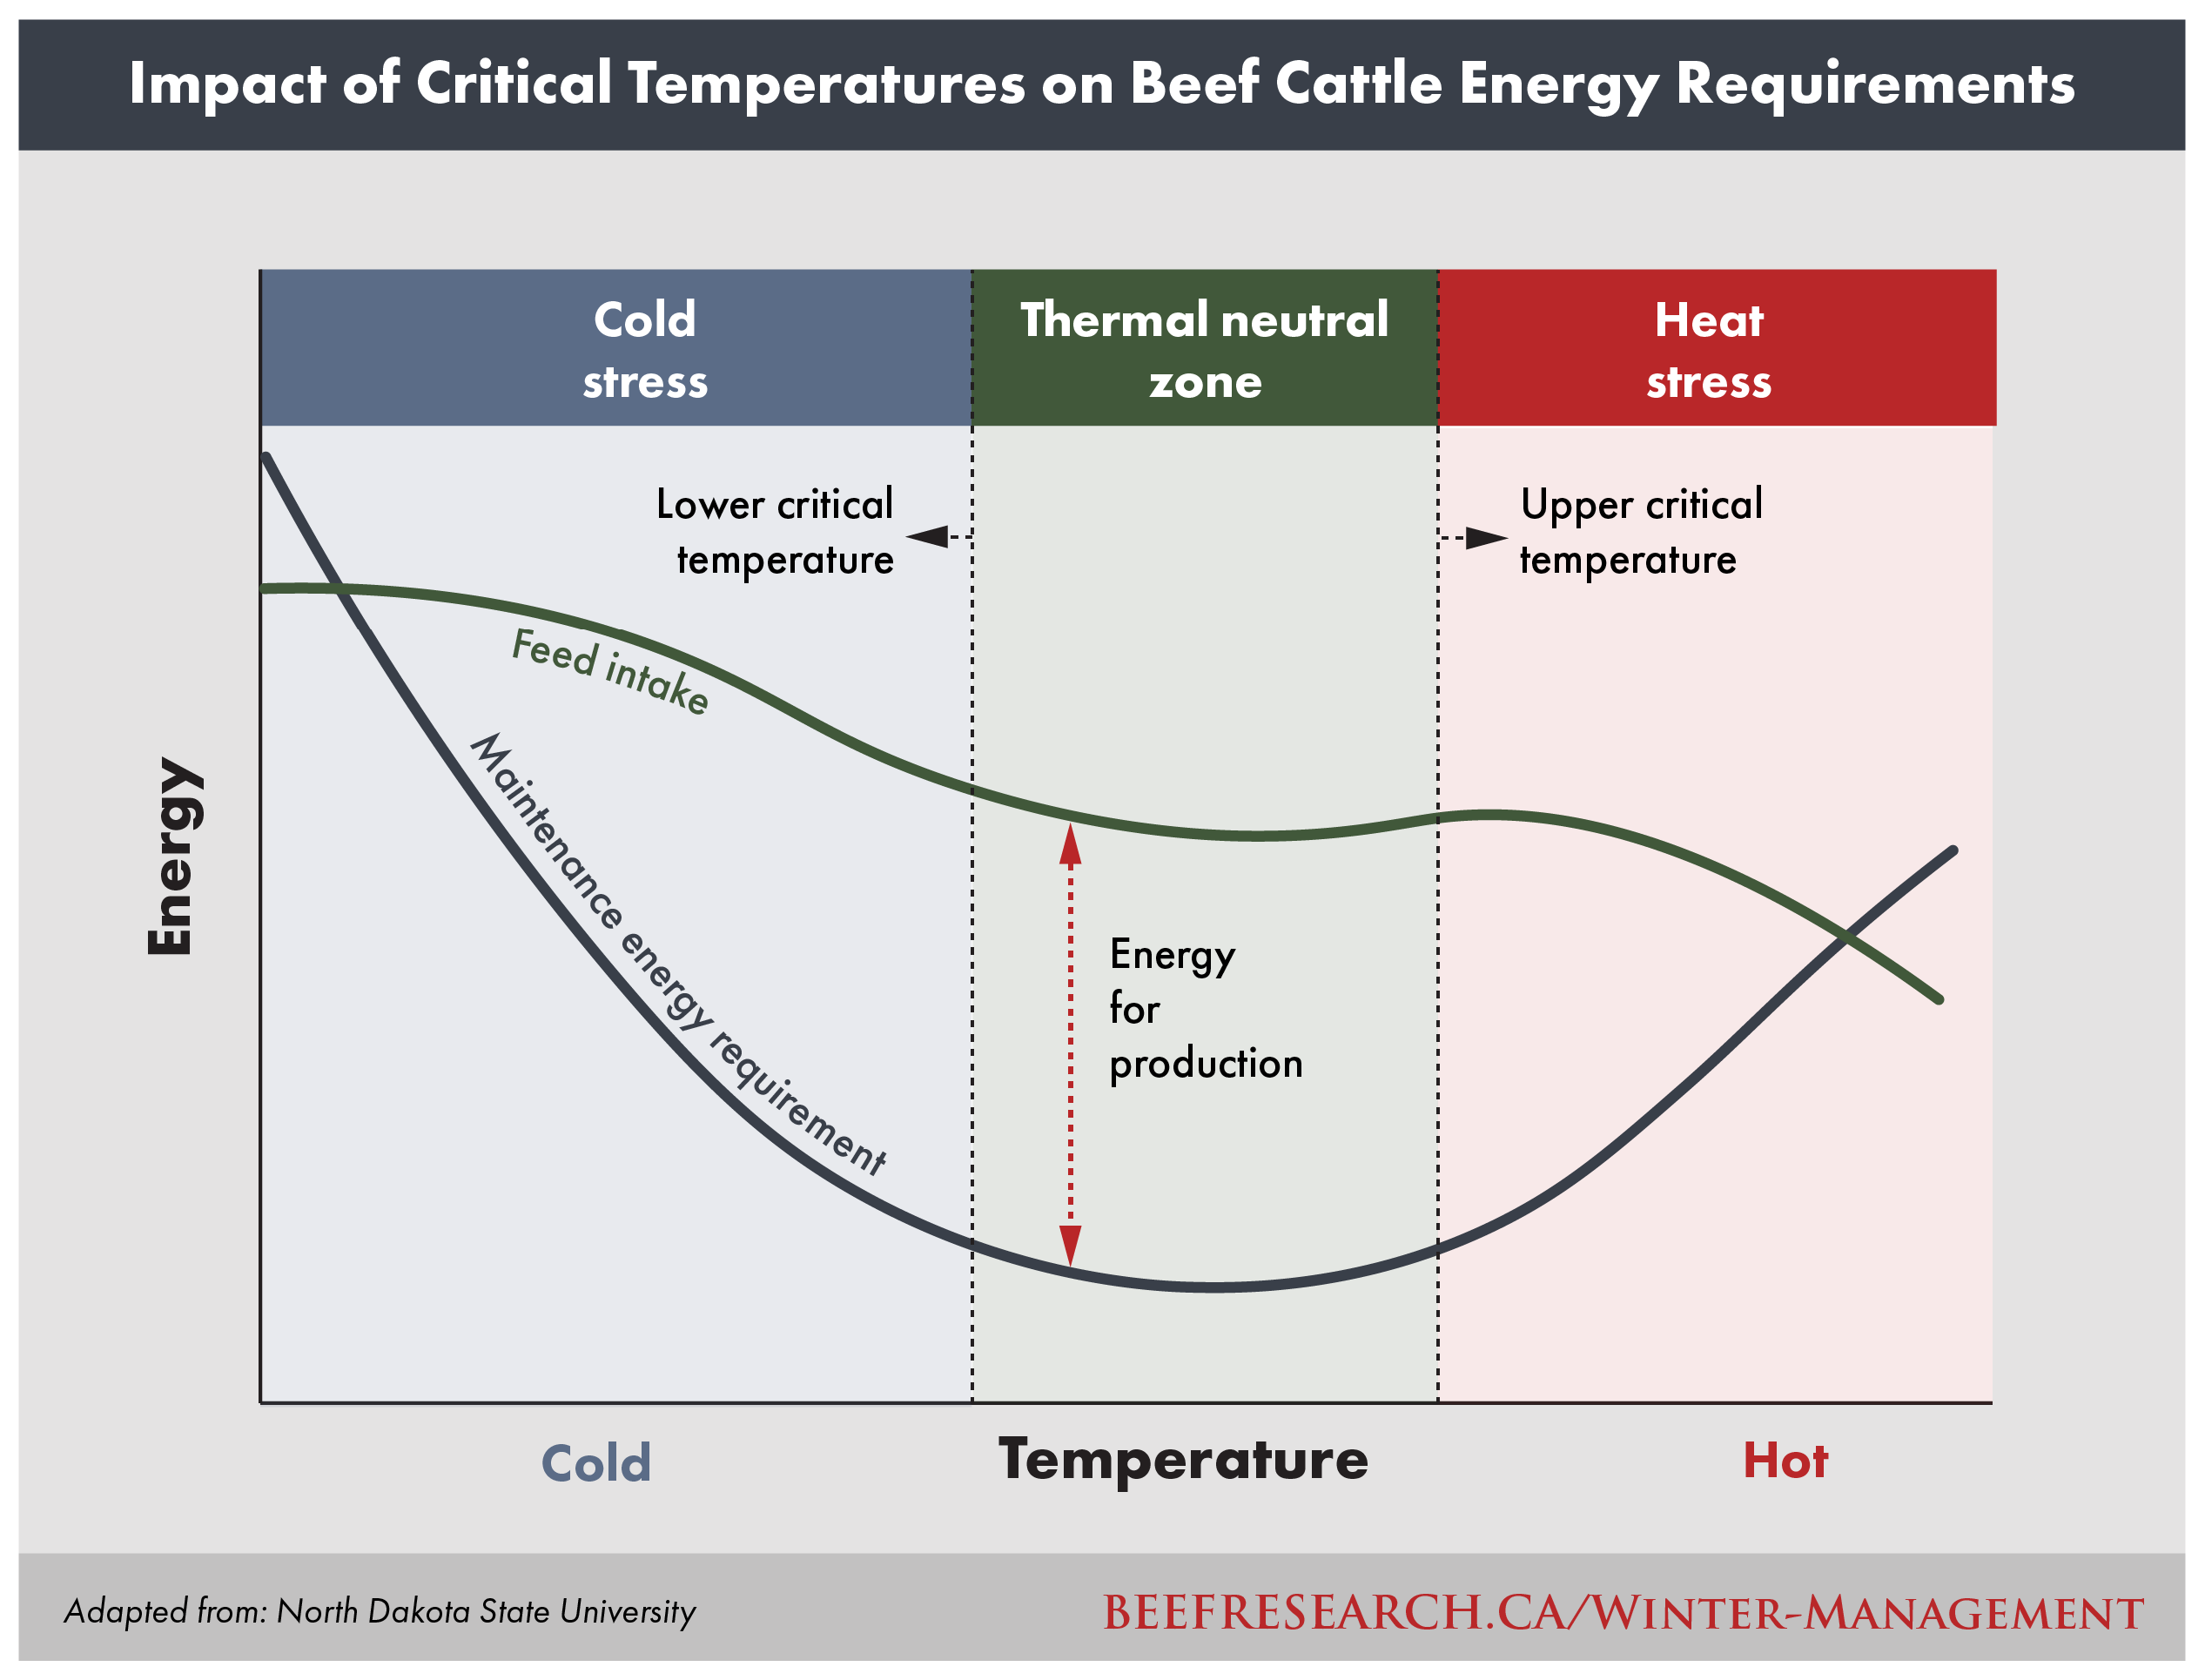 Impact of Critical Temperatures on Beef Cattle Energy Requirements
Cold
stress
Thermal neutral
zone
Heat
stress
Lower critical
temperature
Upper critical
temperature
Feed intake
Maintenance energy requirement
Energy
for
production
Energy
Cold
Temperature
Hot
Adapted from: North Dakota State University
BEEFRESEARCH.CA/WINTER-MANAGEMENT